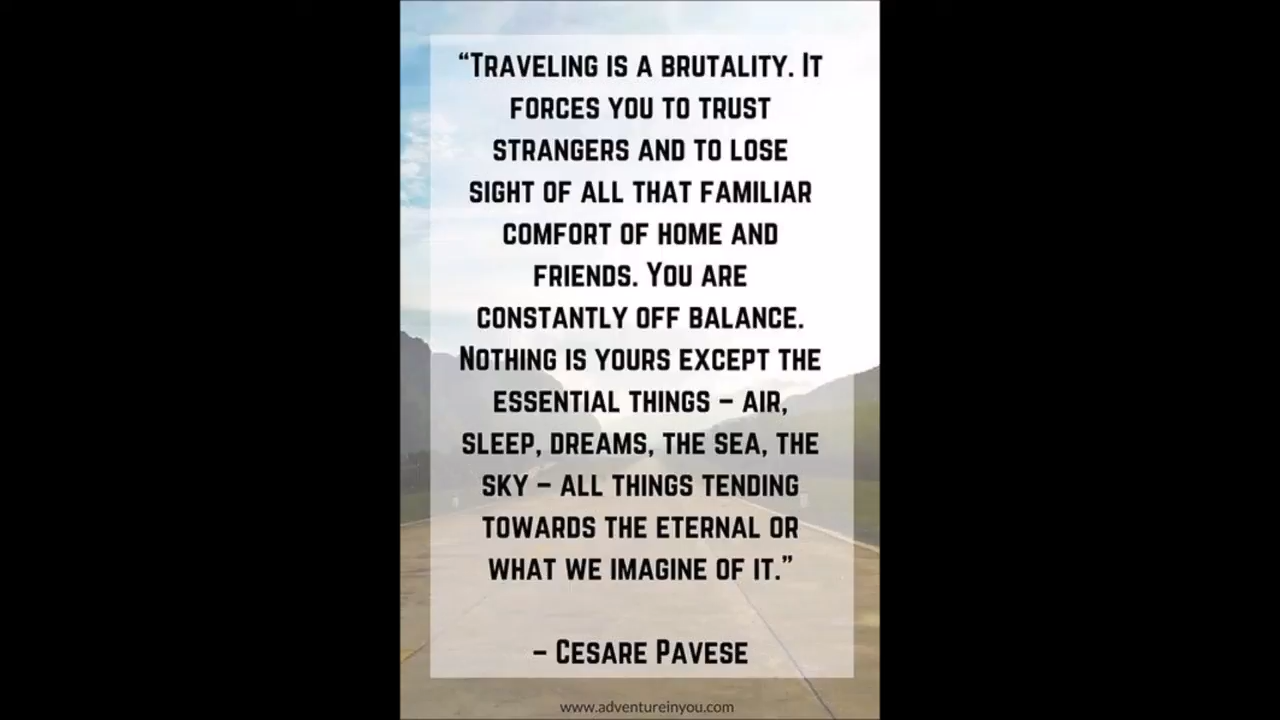 “Traveling is a brutality. It
forces you to trust
strangers and to lose
sight of all that familiar
comfort of home and
friends. You are
constantly off balance.
Nothing is yours except the
essential things – air,
sleep, dreams, the sea, the
sky – all things tending
towards the eternal or
what we imagine of it.”
– Cesare Pavese
www.adventureinyou.com